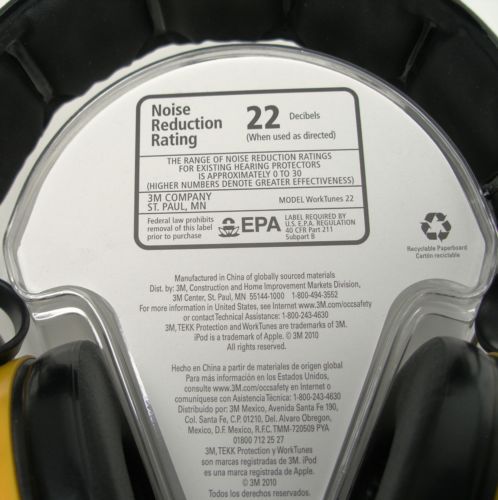 Noise
Reduction
Rating
22 Decibels
(When used as directed)
THE RANGE OF NOISE REDUCTION RATINGS
FOR EXISTING HEARING PROTECTORS
IS APPROXIMATELY 0 TO 30
(HIGHER NUMBERS DENOTE GREATER EFFECTIVENESS)
3M COMPANY
ST. PAUL, MN
MODEL WorkTunes 22
Federal law prohibits
removal of this label
prior to purchase
EPA
LABEL REQUIRED BY
U.S. E.P.A. REGULATION
40 CFR Part 211
Subpart B
Recyclable Paperboard
Cartón reciclable
Manufactured in China of globally sourced materials
Dist. by: 3M, Construction and Home Improvement Markets Division,
3M Center, St. Paul, MN 55144-1000 1-800-494-3552
For more information in United States, see Internet www.3M.com/occsafety
or contact Technical Assistance: 1-800-243-4630
3M, TEKK Protection and WorkTunes are trademarks of 3M.
iPod is a trademark of Apple. © 3M 2010
All rights reserved.
Hecho en China a partir de materiales de origen global
Para más información en los Estados Unidos,
consulte www.3M.com/occsafety en Internet o
comuníquese con Asistencia Técnica: 1-800-243-4630
Distribuido por: 3M Mexico, Avenida Santa Fe 190,
Col. Santa Fe, C.P. 01210, Del. Alvaro Obregon,
Mexico, D.F. Mexico, R.F.C. TMM-720509 PYA
01800 712 25 27
3M, TEKK Protection y WorkTunes
son marcas registradas de 3M. iPod
es una marca registrada de Apple.
© 3M 2010
Todos los derechos reservados.